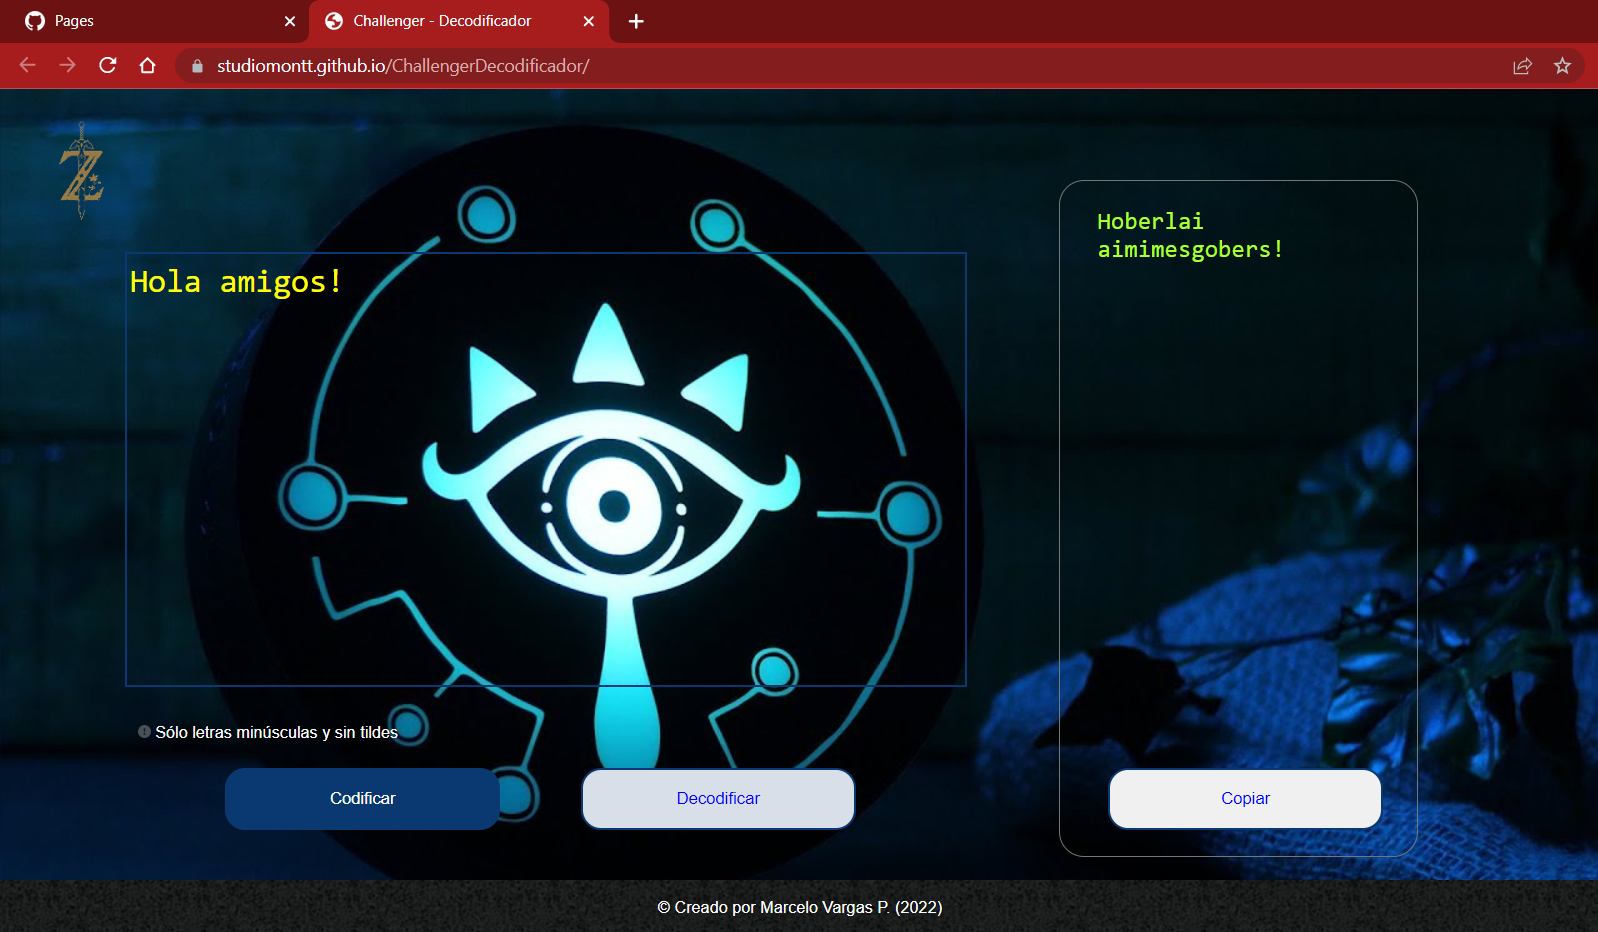 Pages
Challenger - Decodificador
studiomontt.github.io/ChallengerDecodificador/
Z
Hola amigos!
Hoberlai
aimimesgobers!
Sólo letras minúsculas y sin tildes
Codificar
Decodificar
Copiar
© Creado por Marcelo Vargas P. (2022)